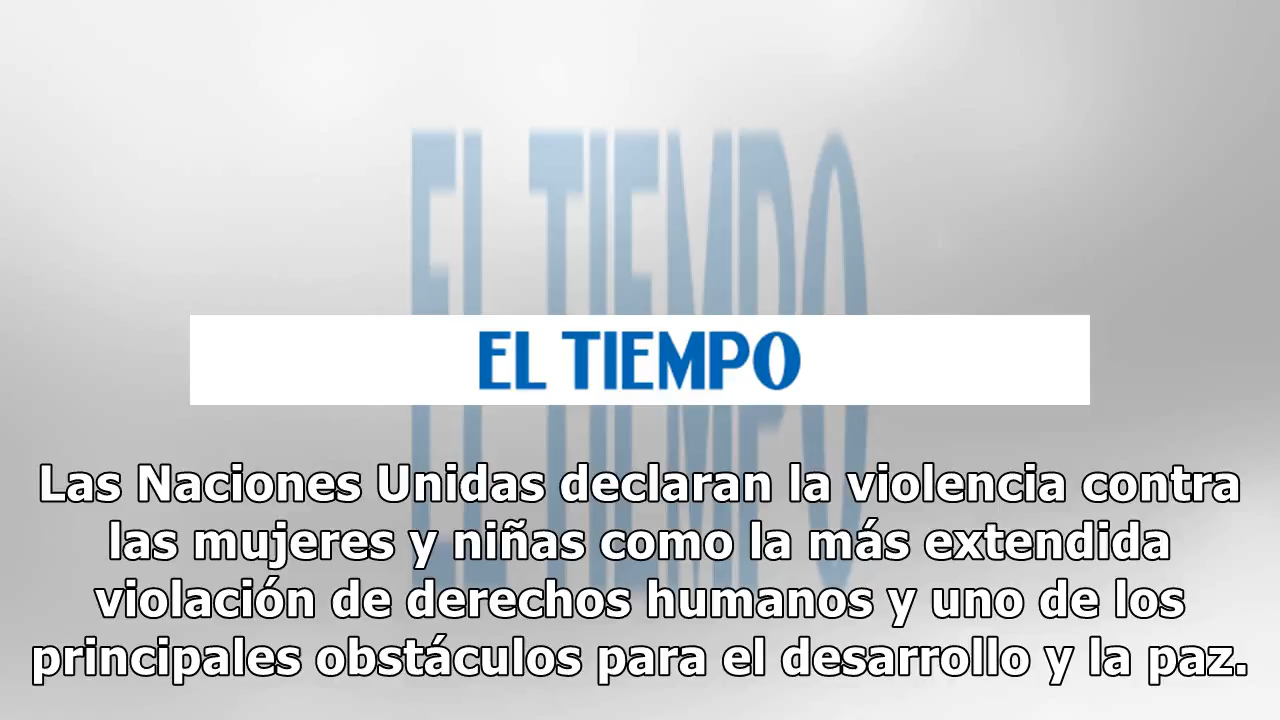 EL TIEMPO
EL TIEMPO
Las Naciones Unidas declaran la violencia contra
las mujeres y niñas como la más extendida
violación de derechos humanos y uno de los
principales obstáculos para el desarrollo y la paz.